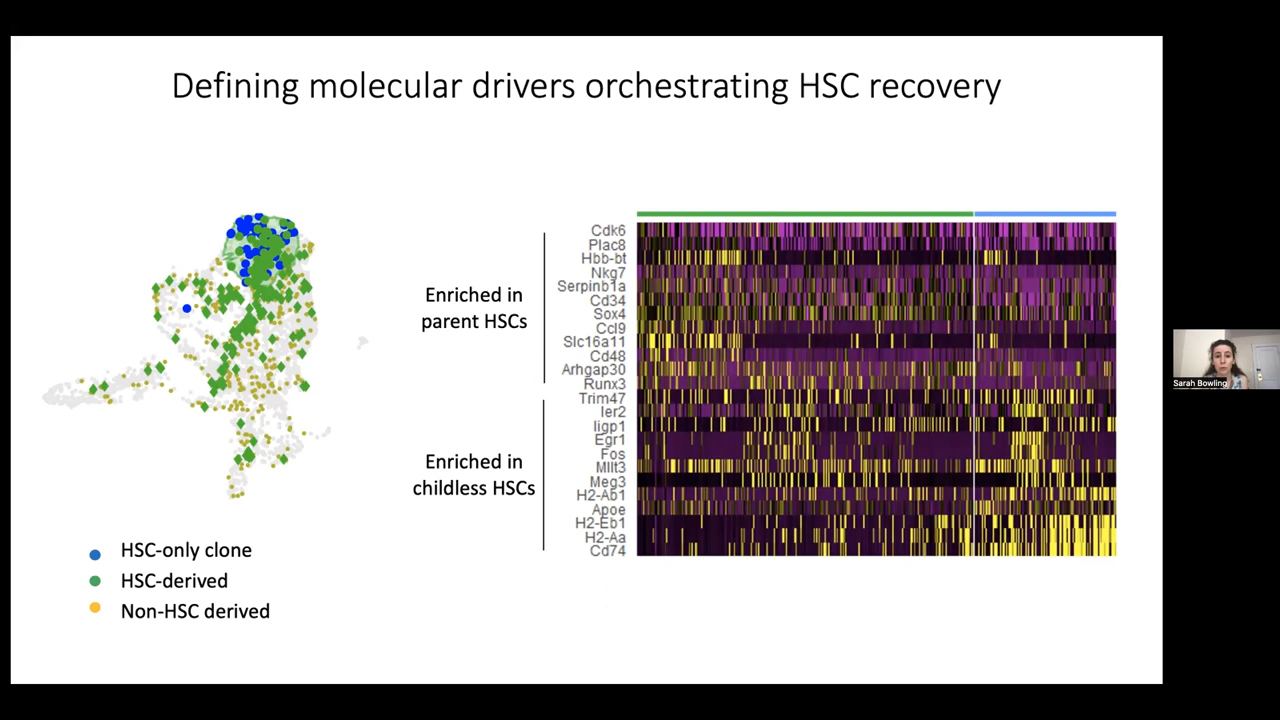 Defining molecular drivers orchestrating HSC recovery
Enriched in
parent HSCs
Enriched in
childless HSCs
Cdk6
Plac8
Hbb-bt
Nkg7
Serpinb1a
Cd34
Sox4
Ccl9
Slc16a11
Cd48
Arhgap30
Runx3
Trim47
Ier2
Iigp1
Egr1
Fos
Mllt3
Meg3
H2-Ab1
Apoe
H2-Eb1
H2-Aa
Cd74
HSC-only clone
HSC-derived
Non-HSC derived
Sarah Bowling